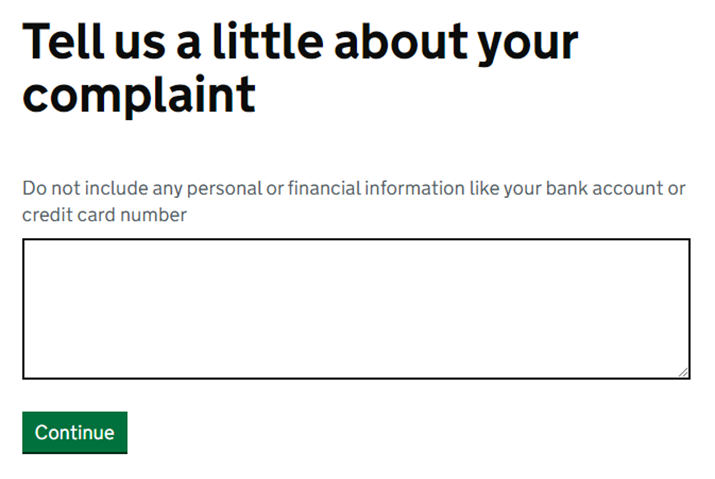 Tell us a little about your
complaint
Do not include any personal or financial information like your bank account or
credit card number
Continue